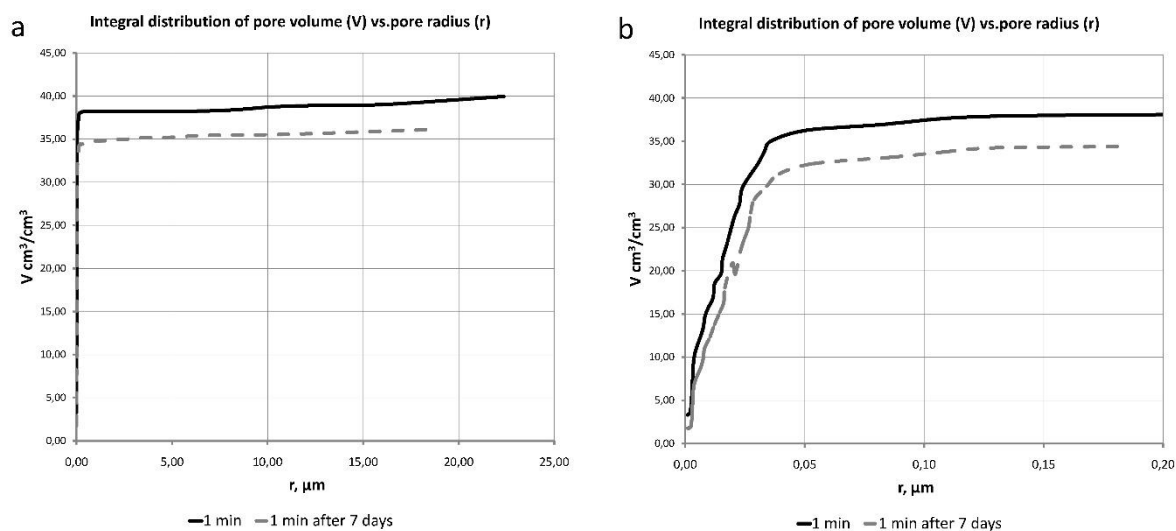 a
Integral distribution of pore volume (V) vs.pore radius (r)
45,00
40,00
35,00
30,00
25,00
20,00
15,00
10,00
5,00
0,00
V cm³/cm³
0,00 5,00 10,00 15,00 20,00 25,00
r, μm
1 min 1 min after 7 days
b
Integral distribution of pore volume (V) vs.pore radius (r)
45,00
40,00
35,00
30,00
25,00
20,00
15,00
10,00
5,00
0,00
V cm³/cm³
0,00 0,05 0,10 0,15 0,20
r, μm
1 min 1 min after 7 days